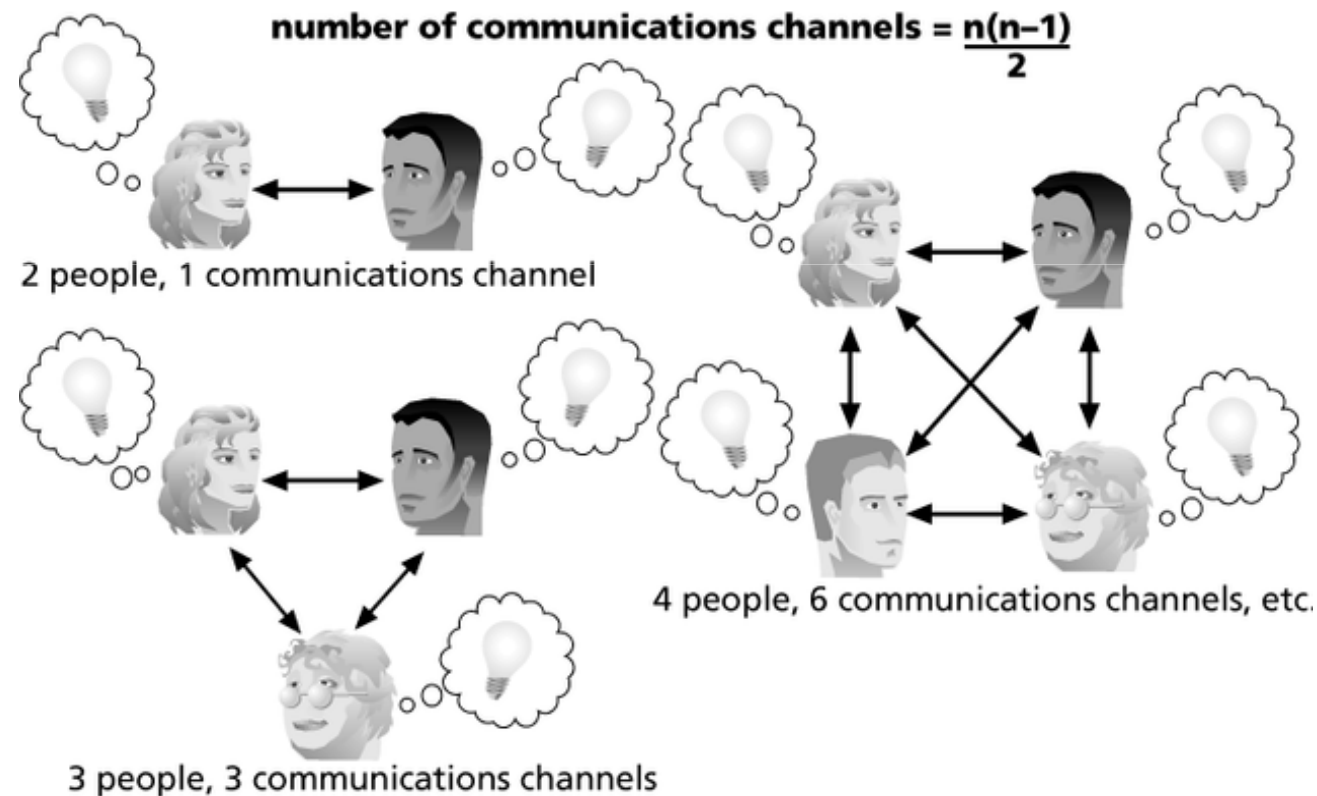 number of communications channels = n(n–1)
2
2 people, 1 communications channel
4 people, 6 communications channels, etc.
3 people, 3 communications channels